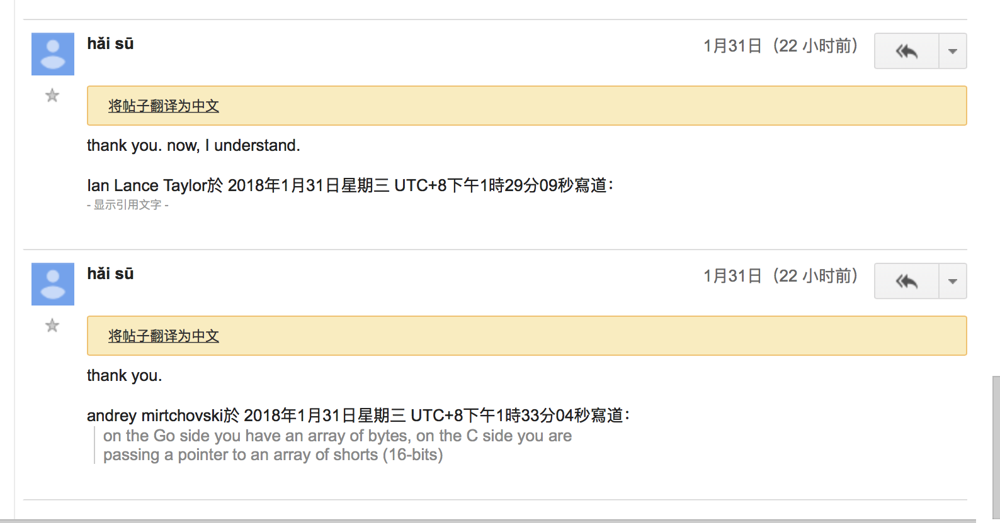 hǎi sū
1月31日（22 小时前）
将帖子翻译为中文
thank you. now, I understand.
Ian Lance Taylor於 2018年1月31日星期三 UTC+8下午1時29分09秒寫道：
- 显示引用文字 -
hǎi sū
1月31日（22 小时前）
将帖子翻译为中文
thank you.
andrey mirtchovski於 2018年1月31日星期三 UTC+8下午1時33分04秒寫道：
on the Go side you have an array of bytes, on the C side you are
passing a pointer to an array of shorts (16-bits)